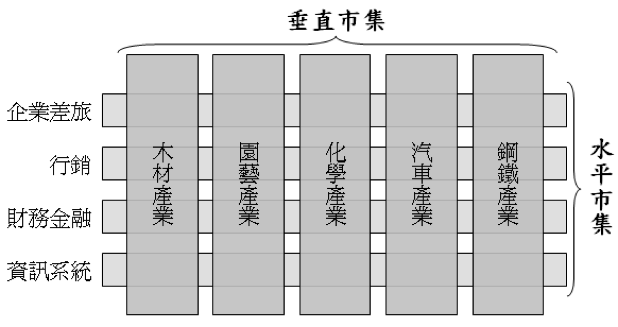 垂直市集
企業差旅
行銷
財務金融
資訊系統
木材產業
園藝產業
化學產業
汽車產業
鋼鐵產業
水平市集